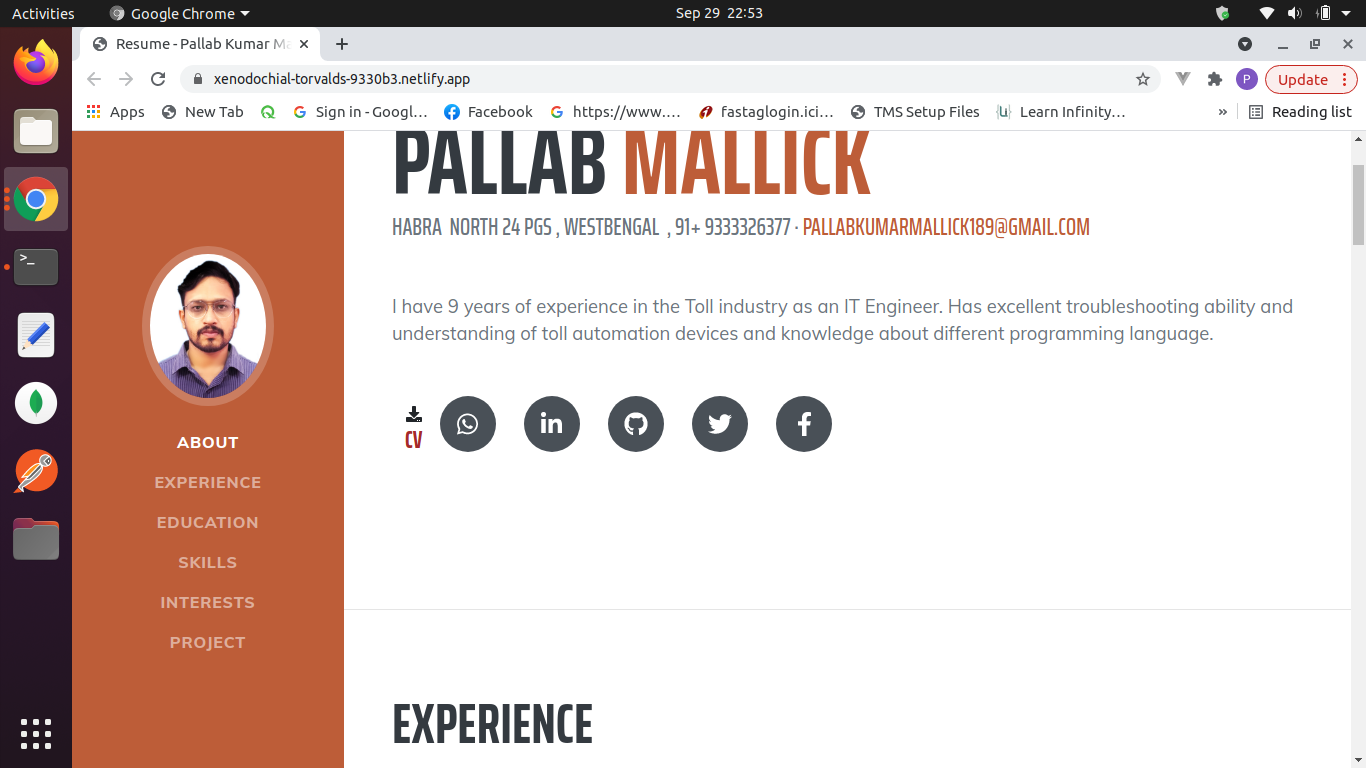 Activities
Google Chrome
Sep 29 22:53
Resume - Pallab Kumar Ma
xenodochial-torvalds-9330b3.netlify.app
P
Update
Apps
New Tab
Sign in - Googl...
Facebook
https://www....
fastaglogin.ici...
TMS Setup Files
Learn Infinity...
»
Reading list
PALLAB MALLICK
HABRA NORTH 24 PGS , WESTBENGAL , 91+ 9333326377 · PALLABKUMARMALLICK189@GMAIL.COM
I have 9 years of experience in the Toll industry as an IT Engineer. Has excellent troubleshooting ability and
understanding of toll automation devices and knowledge about different programming language.
CV
in
ABOUT
EXPERIENCE
EDUCATION
SKILLS
INTERESTS
PROJECT
EXPERIENCE